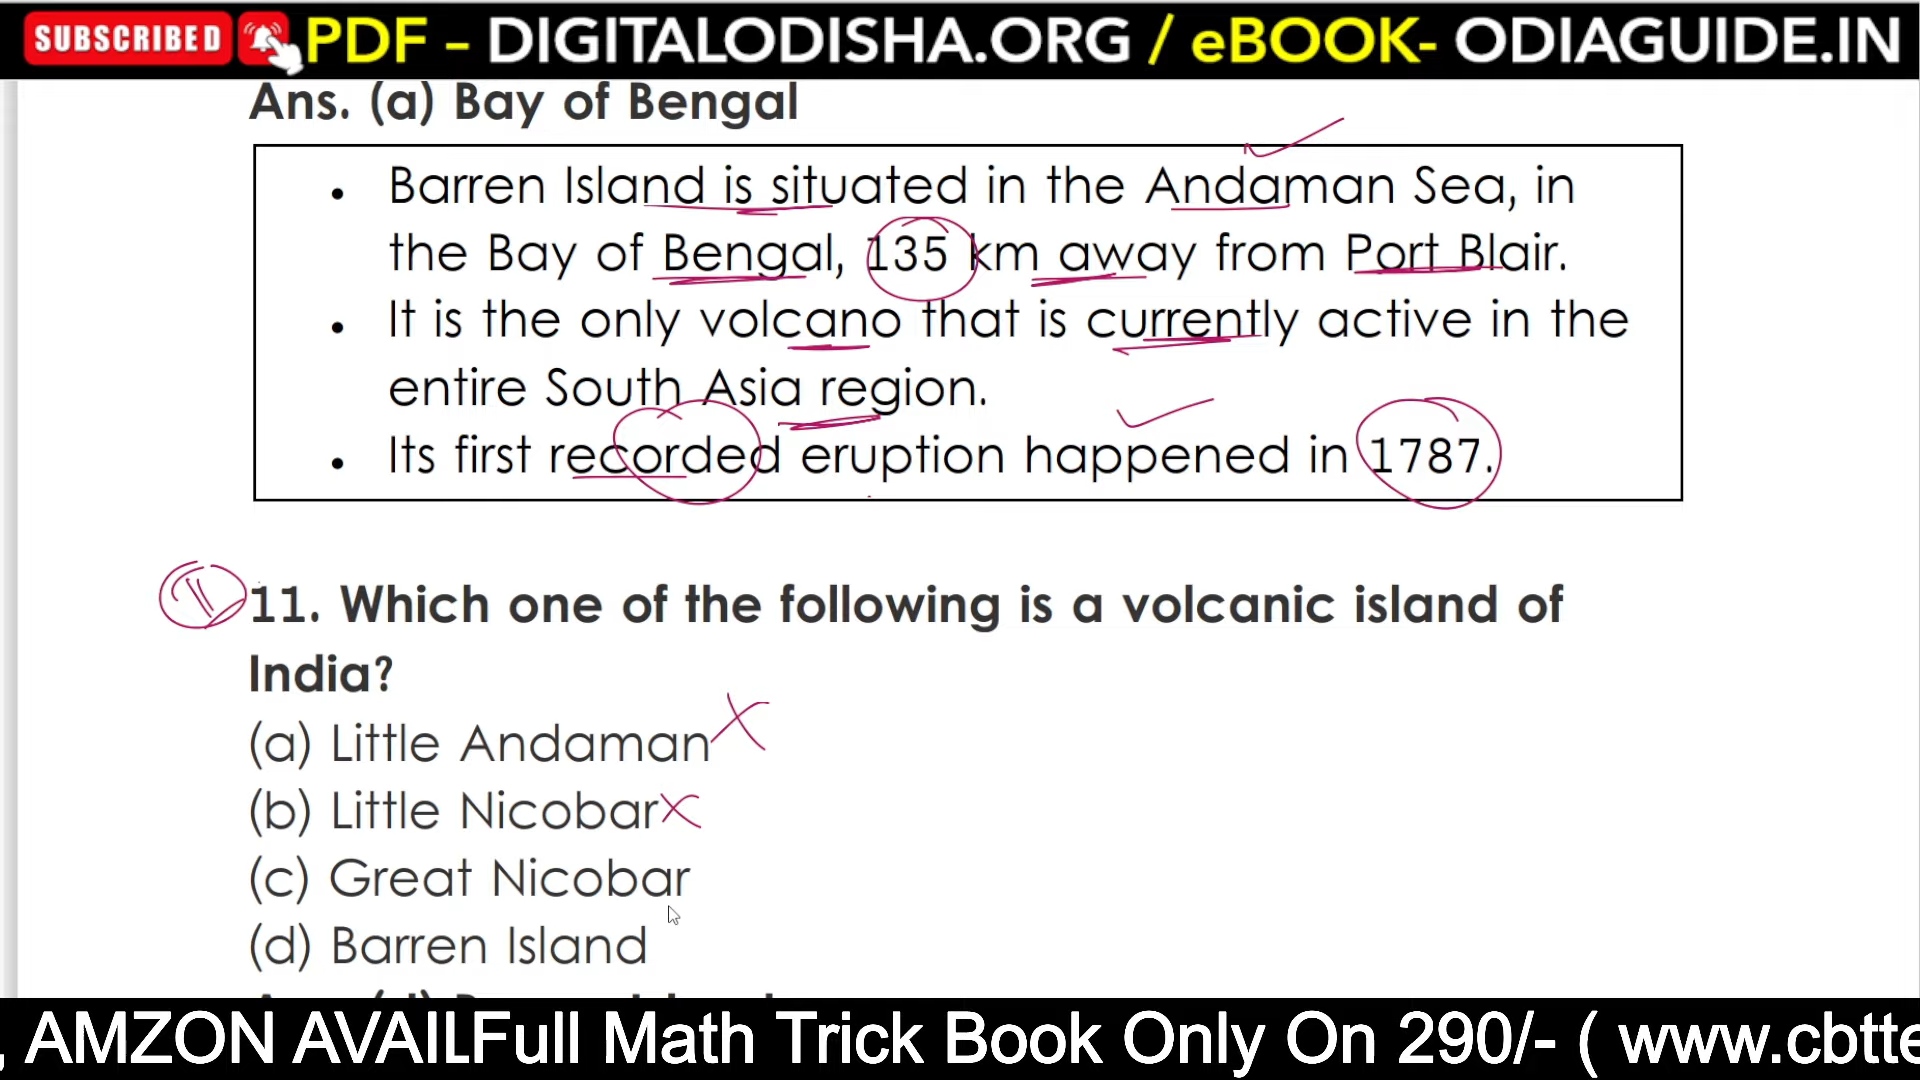 SUBSCRIBED PDF – DIGITALODISHA.ORG / eBOOK- ODIAGUIDE.IN
Ans. (a) Bay of Bengal
• Barren Island is situated in the Andaman Sea, in
the Bay of Bengal, 135 km away from Port Blair.
• It is the only volcano that is currently active in the
entire South Asia region.
• Its first recorded eruption happened in 1787.
11. Which one of the following is a volcanic island of
India?
(a) Little Andaman
(b) Little Nicobar
(c) Great Nicobar
(d) Barren Island
, AMZON AVAILFull Math Trick Book Only On 290/- ( www.cbtte